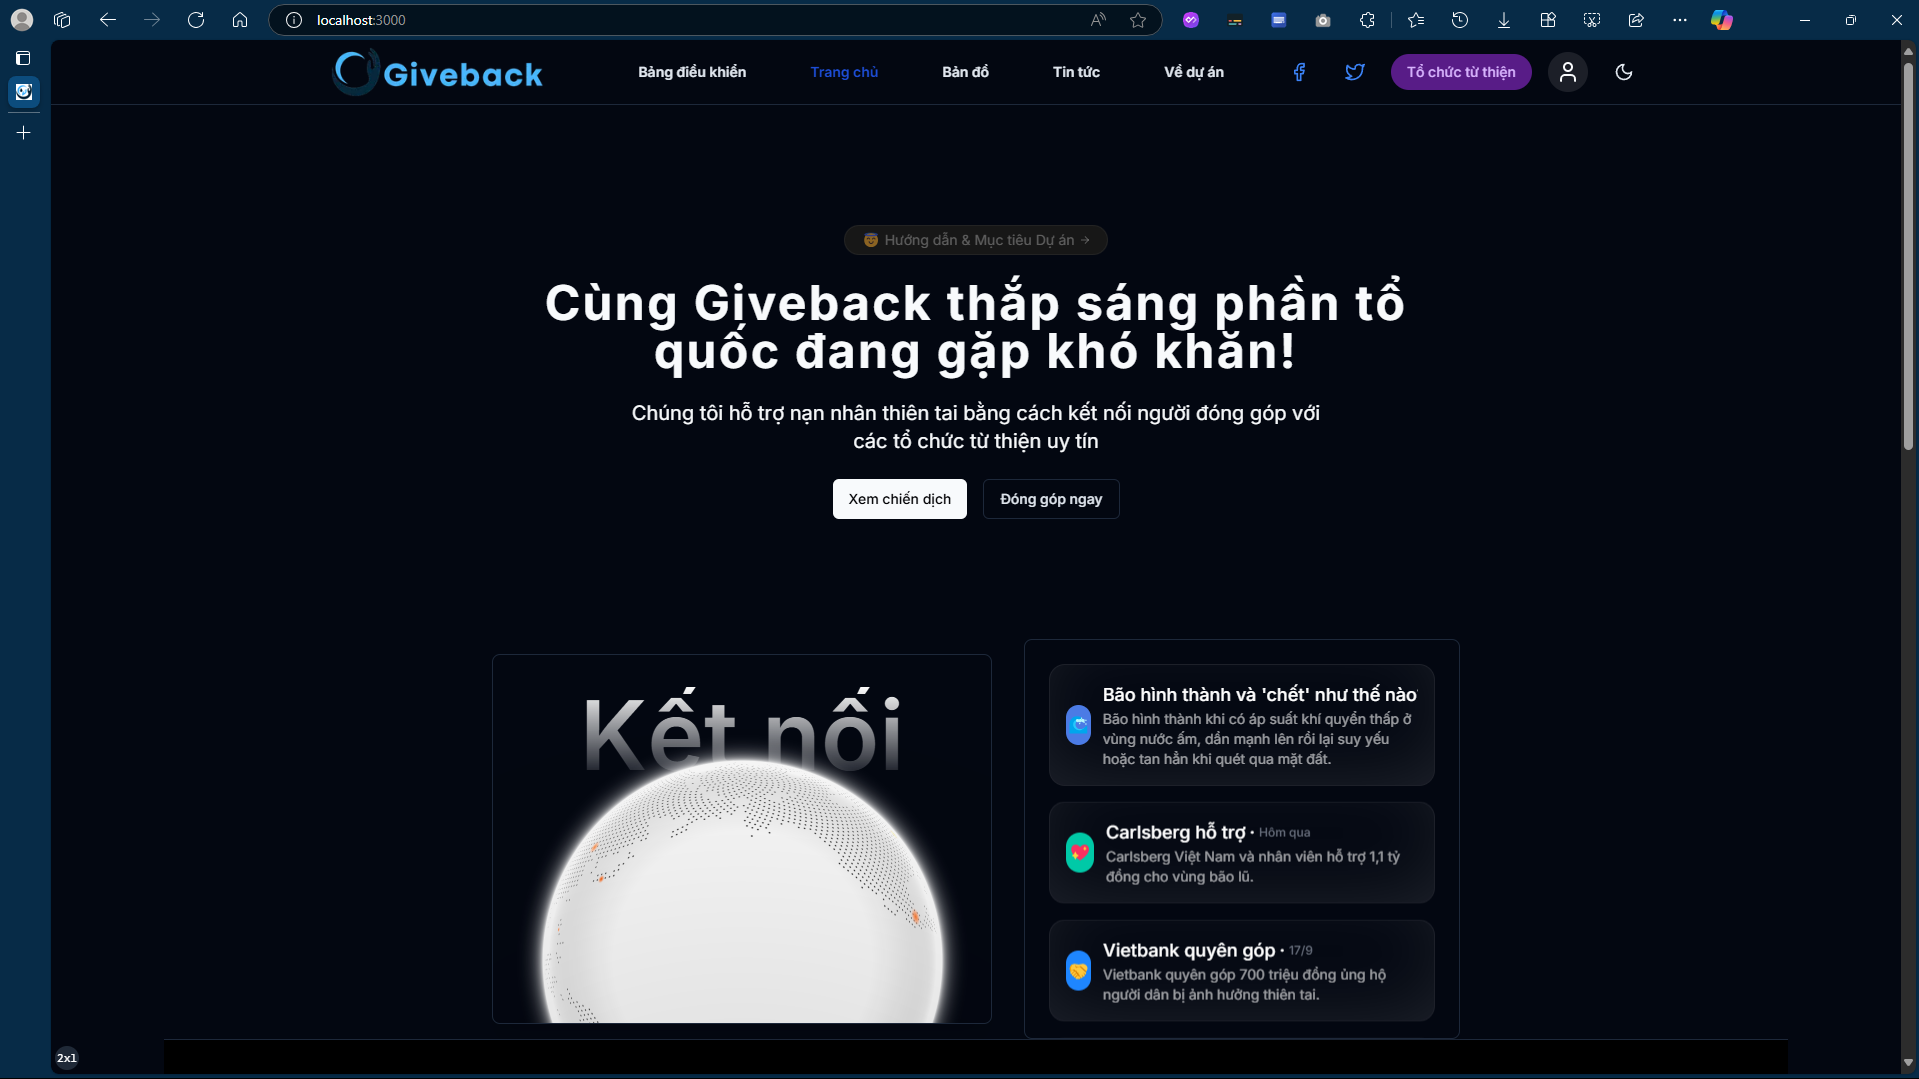 localhost:3000
Giveback
Bảng điều khiển
Trang chủ
Bản đồ
Tin tức
Về dự án
Tổ chức từ thiện
Hướng dẫn & Mục tiêu Dự án →
Cùng Giveback thắp sáng phần tổ
quốc đang gặp khó khăn!
Chúng tôi hỗ trợ nạn nhân thiên tai bằng cách kết nối người đóng góp với
các tổ chức từ thiện uy tín
Xem chiến dịch
Đóng góp ngay
Kết nối
Bão hình thành và 'chết' như thế nào
Bão hình thành khi có áp suất khí quyển thấp ở
vùng nước ấm, dần mạnh lên rồi lại suy yếu
hoặc tan hẳn khi quét qua mặt đất.
Carlsberg hỗ trợ · Hôm qua
Carlsberg Việt Nam và nhân viên hỗ trợ 1,1 tỷ
đồng cho vùng bão lũ.
Vietbank quyên góp · 17/9
Vietbank quyên góp 700 triệu đồng ủng hộ
người dân bị ảnh hưởng thiên tai.
2x1